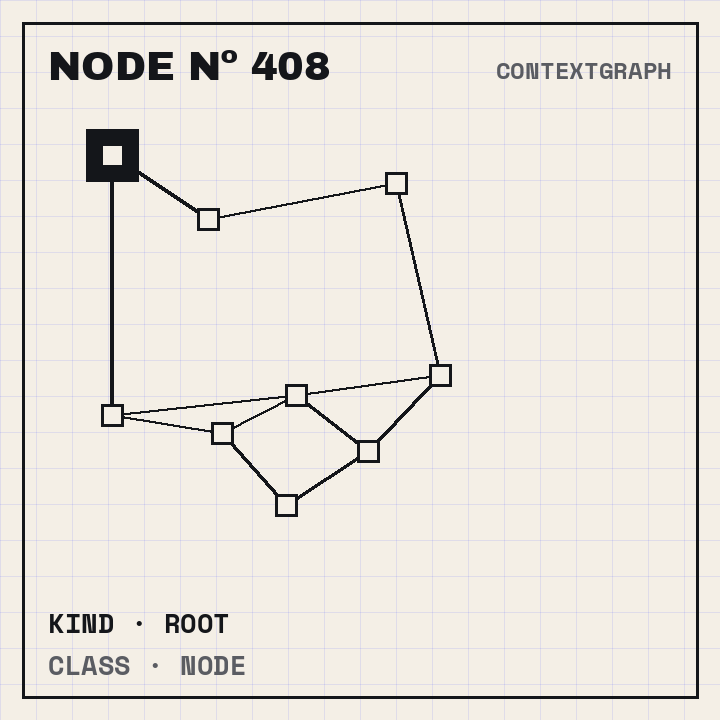 NODE Nº 408
CONTEXTGRAPH
KIND · ROOT
CLASS · NODE